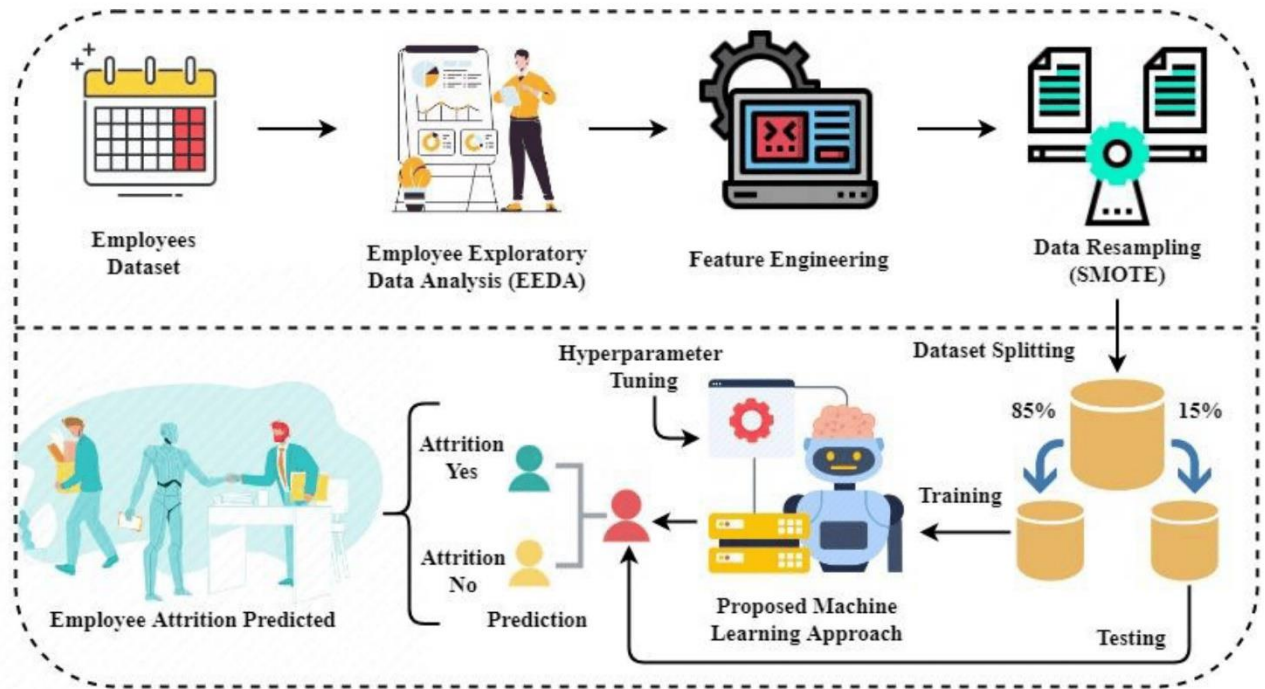 Employees
Dataset
Employee Exploratory
Data Analysis (EEDA)
Feature Engineering
Data Resampling
(SMOTE)
Dataset Splitting
85%
15%
Training
Testing
Hyperparameter
Tuning
Proposed Machine
Learning Approach
Attrition
Yes
Attrition
No
Prediction
Employee Attrition Predicted